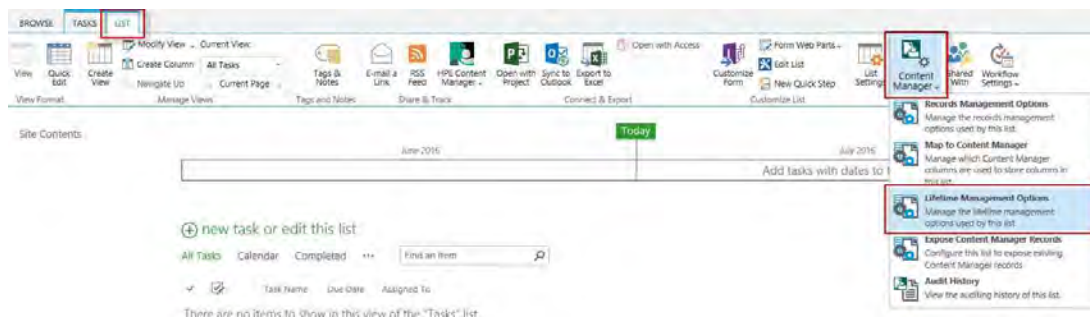 BROWSE TASKS LIST
Modify View Current View:
Create Column All Tasks
Navigate Up Current Page
View Quick Edit Create View
Tags & Notes
E-mail a Link RSS Feed HPE Content Manager
Open with Project Sync to Outlook Export to Excel
Open with Access
Customize Form
Form Web Parts
Edit List
New Quick Step
List Settings
Content Manager
Shared With Workflow Settings
View Format Manage Views Tags and Notes Share & Track Connect & Export Customize List
Records Management Options
Manage the records management
options used by this list.
Map to Content Manager
Manage which Content Manager
columns are used to store columns in
this list.
Lifetime Management Options
Manage the lifetime management
options used by this list
Expose Content Manager Records
Configure this list to expose existing
Content Manager records
Audit History
View the auditing history of this list.
Site Contents
Today
June 2016 July 2016
Add tasks with dates to t
new task or edit this list
All Tasks Calendar Completed ••• Find an item
Task Name Due Date Assigned To
There are no items to show in this view of the "Tasks" list.